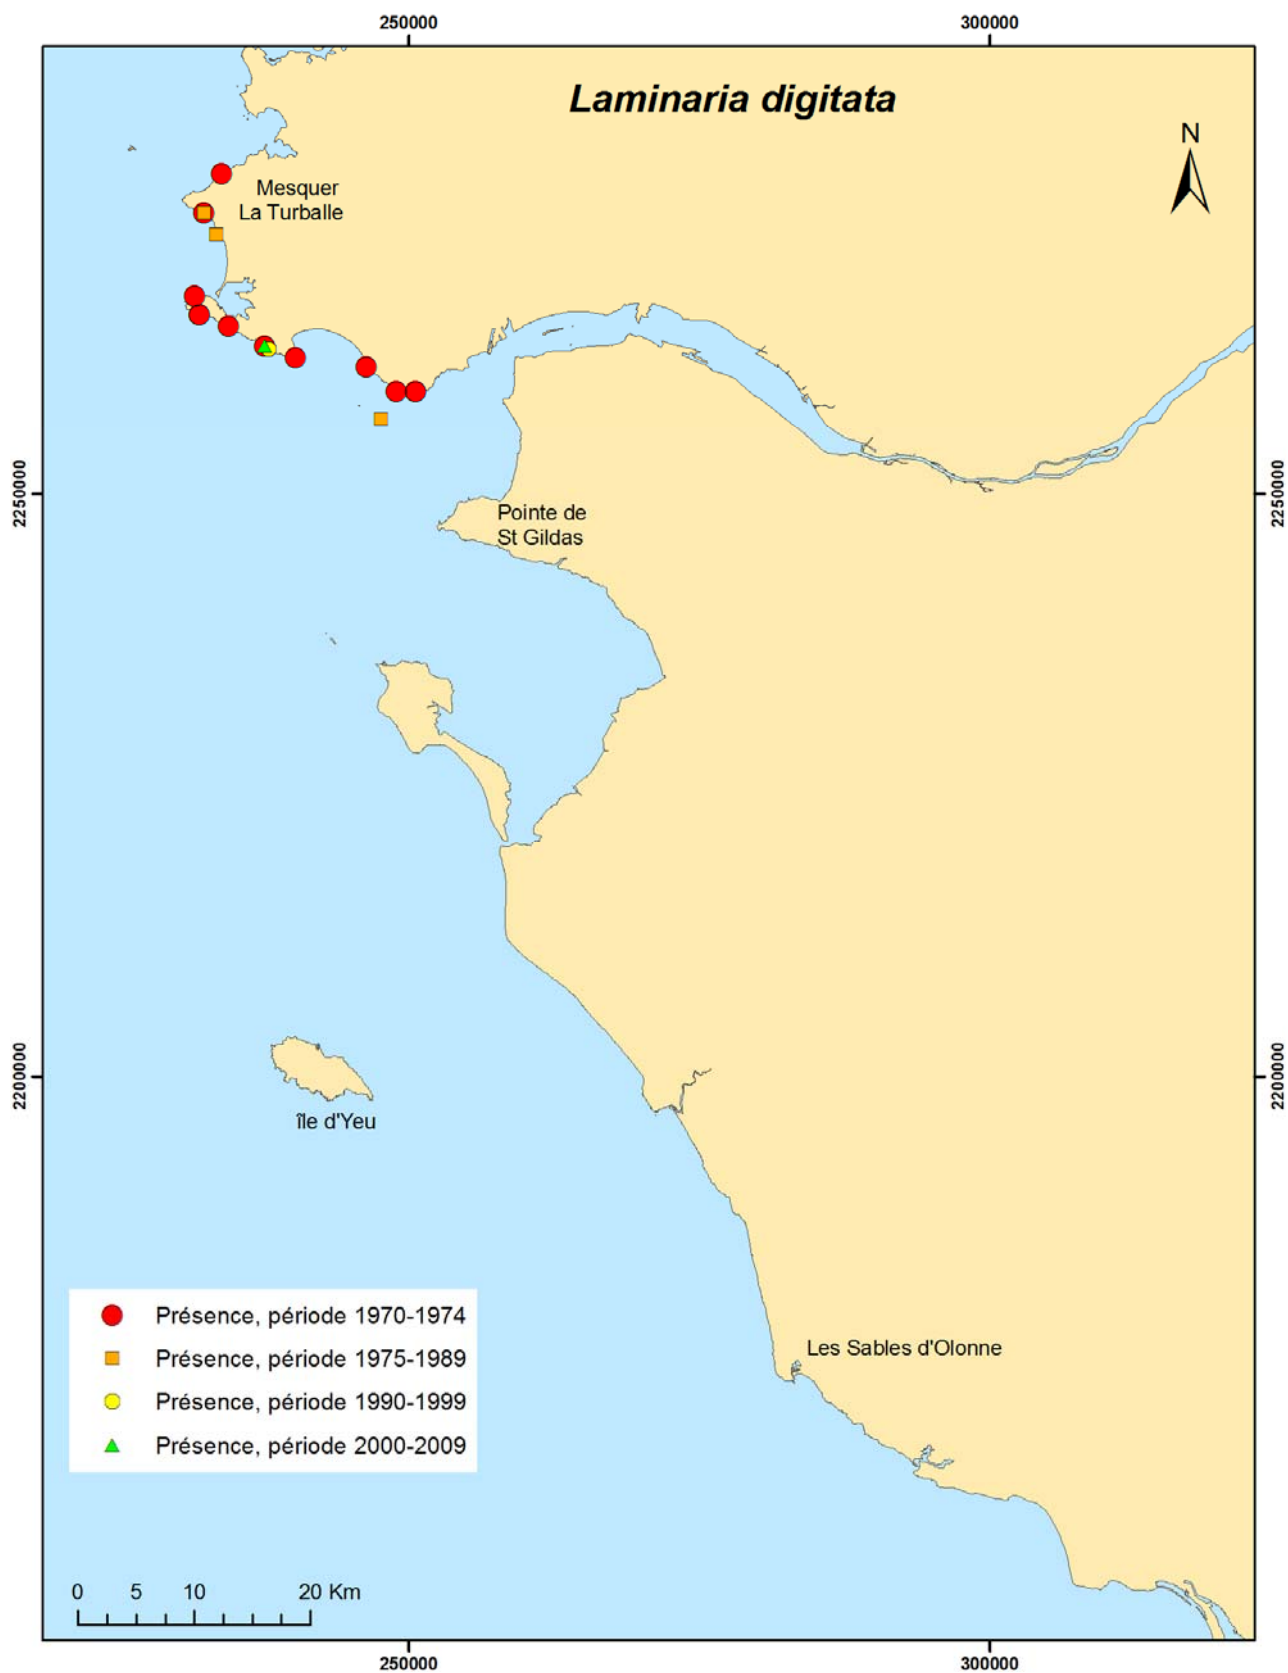 250000
300000
Laminaria digitata
N
Mesquer
La Turballe
2250000
2250000
Pointe de
St Gildas
2200000
2200000
île d'Yeu
Les Sables d'Olonne
Présence, période 1970-1974
Présence, période 1975-1989
Présence, période 1990-1999
Présence, période 2000-2009
0 5 10 20 Km
250000
300000